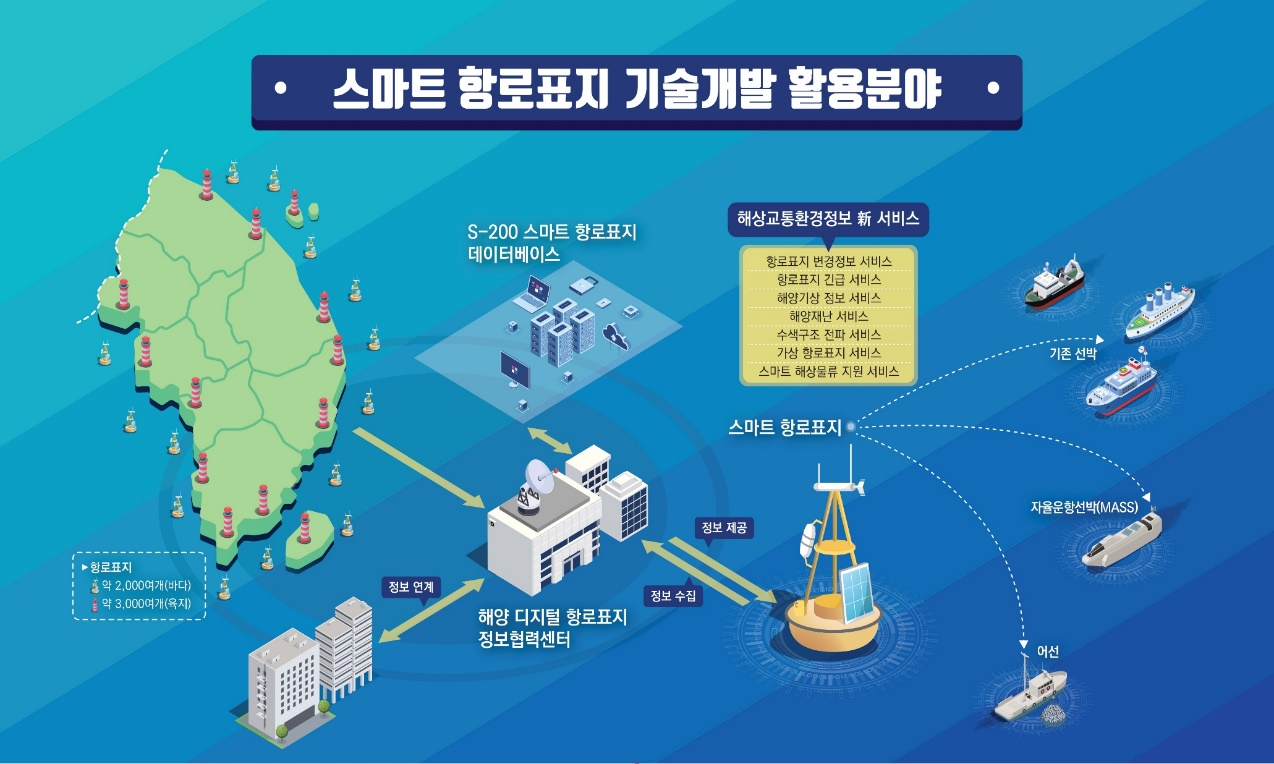 스마트 항로표지 기술개발 활용분야
S-200 스마트 항로표지
데이터베이스
해상교통환경정보 新 서비스
항로표지 변경정보 서비스
항로표지 긴급 서비스
해양기상 정보 서비스
해양재난 서비스
수색구조 전파 서비스
가상 항로표지 서비스
스마트 해상물류 지원 서비스
기존 선박
스마트 항로표지
자율운항선박(MASS)
정보 제공
정보 수집
▸항로표지
약 2,000여개(바다)
약 3,000여개(육지)
정보 연계
해양 디지털 항로표지
정보협력센터
어선